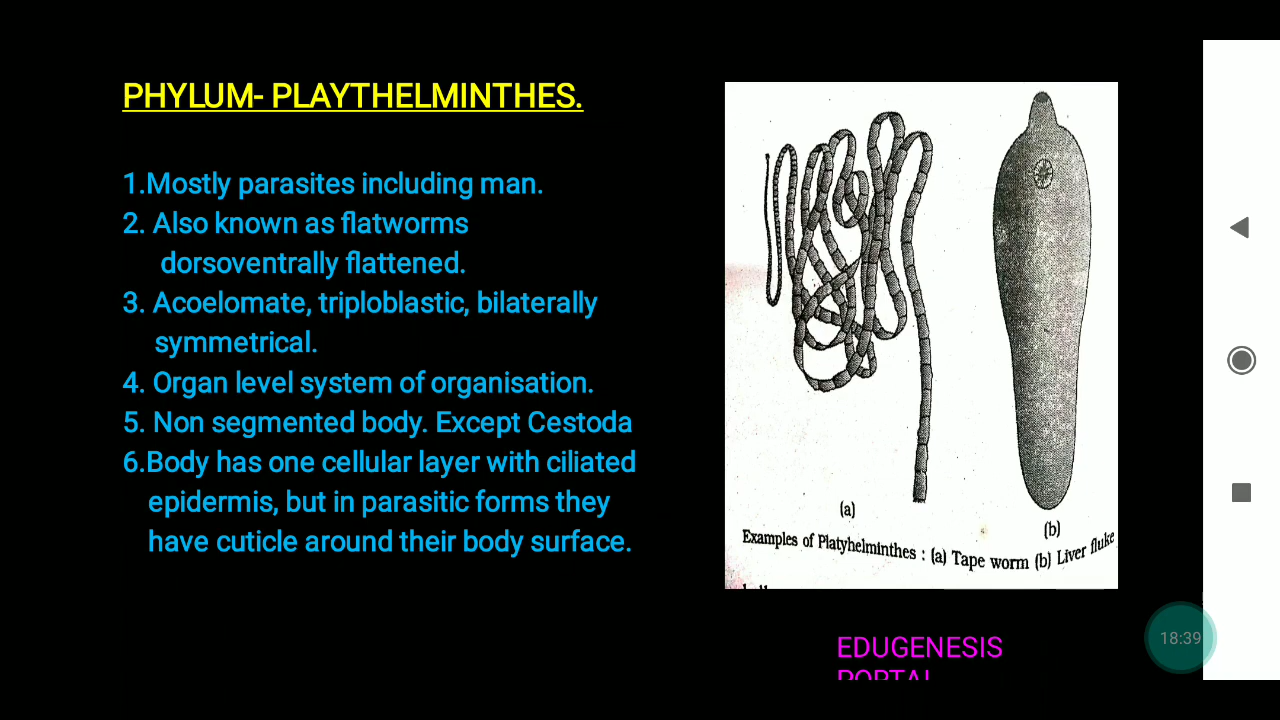 PHYLUM- PLAYTHELMINTHES.
1.Mostly parasites including man.
2. Also known as flatworms
dorsoventrally flattened.
3. Acoelomate, triploblastic, bilaterally
symmetrical.
4. Organ level system of organisation.
5. Non segmented body. Except Cestoda
6.Body has one cellular layer with ciliated
epidermis, but in parasitic forms they
have cuticle around their body surface.
(a)
(b)
Examples of Platyhelminthes : (a) Tape worm (b) Liver fluke
EDUGENESIS
PORTAL
18:39